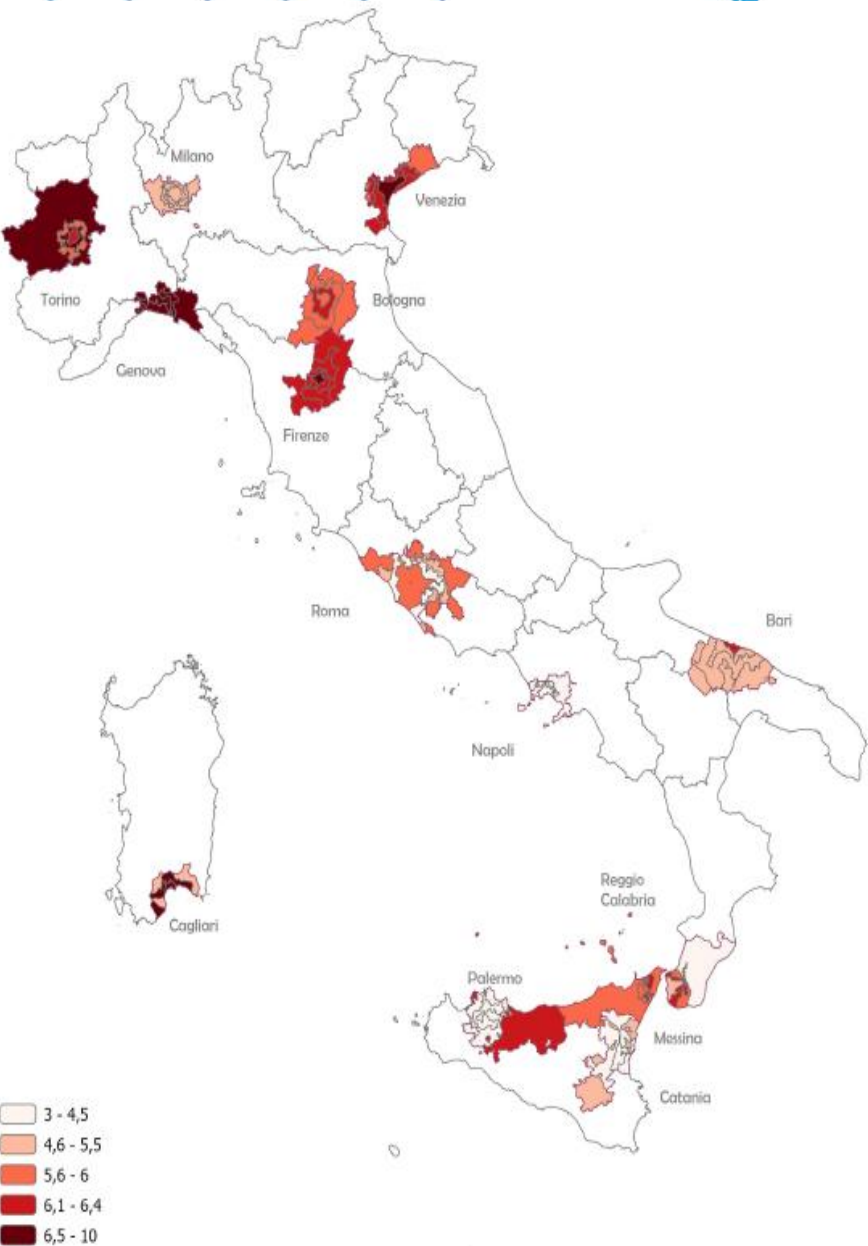 Milano
Venezia
Torino
Bologna
Genova
Firenze
Roma
Bari
Napoli
Reggio
Calabria
Cagliari
Palermo
Messina
Catania
3 - 4,5
4,6 - 5,5
5,6 - 6
6,1 - 6,4
6,5 - 10